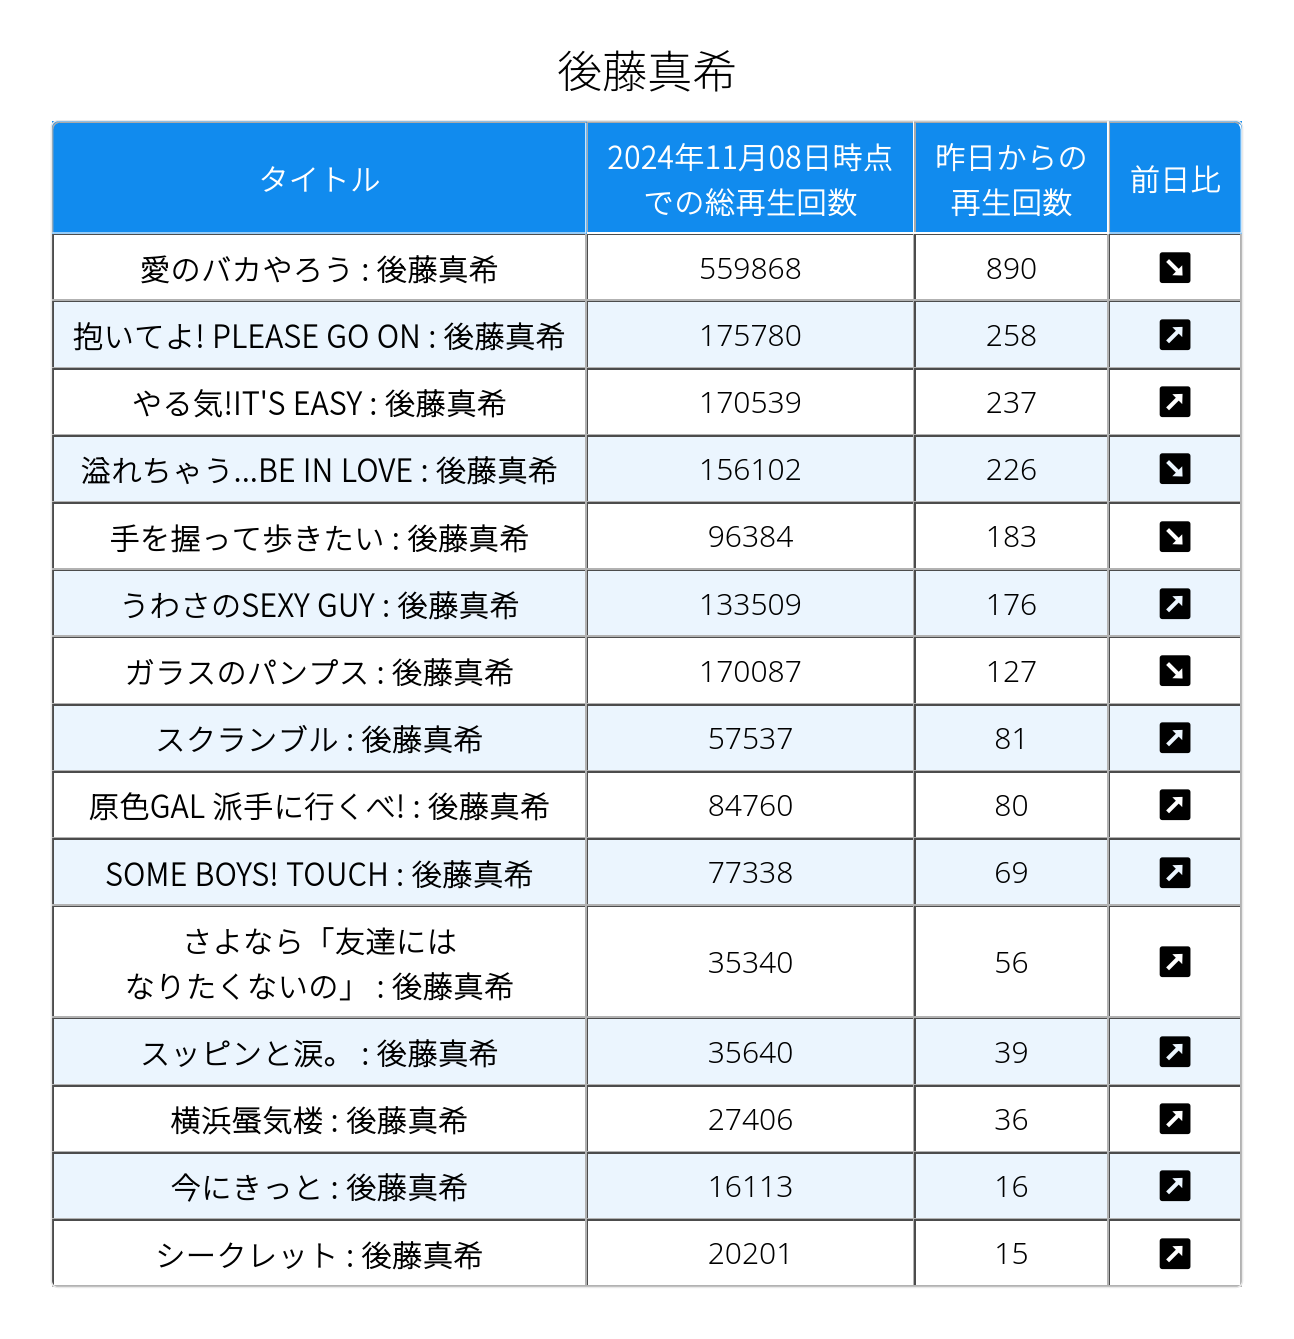 後藤真希
タイトル
2024年11月08日時点
での総再生回数
昨日からの
再生回数
前日比
愛のバカやろう : 後藤真希 559868 890
抱いてよ! PLEASE GO ON : 後藤真希 175780 258
やる気!IT'S EASY : 後藤真希 170539 237
溢れちゃう...BE IN LOVE : 後藤真希 156102 226
手を握って歩きたい : 後藤真希 96384 183
うわさのSEXY GUY : 後藤真希 133509 176
ガラスのパンプス : 後藤真希 170087 127
スクランブル : 後藤真希 57537 81
原色GAL 派手に行くべ! : 後藤真希 84760 80
SOME BOYS! TOUCH : 後藤真希 77338 69
さよなら「友達には
なりたくないの」 : 後藤真希 35340 56
スッピンと涙。 : 後藤真希 35640 39
横浜蜃気楼 : 後藤真希 27406 36
今にきっと : 後藤真希 16113 16
シークレット : 後藤真希 20201 15